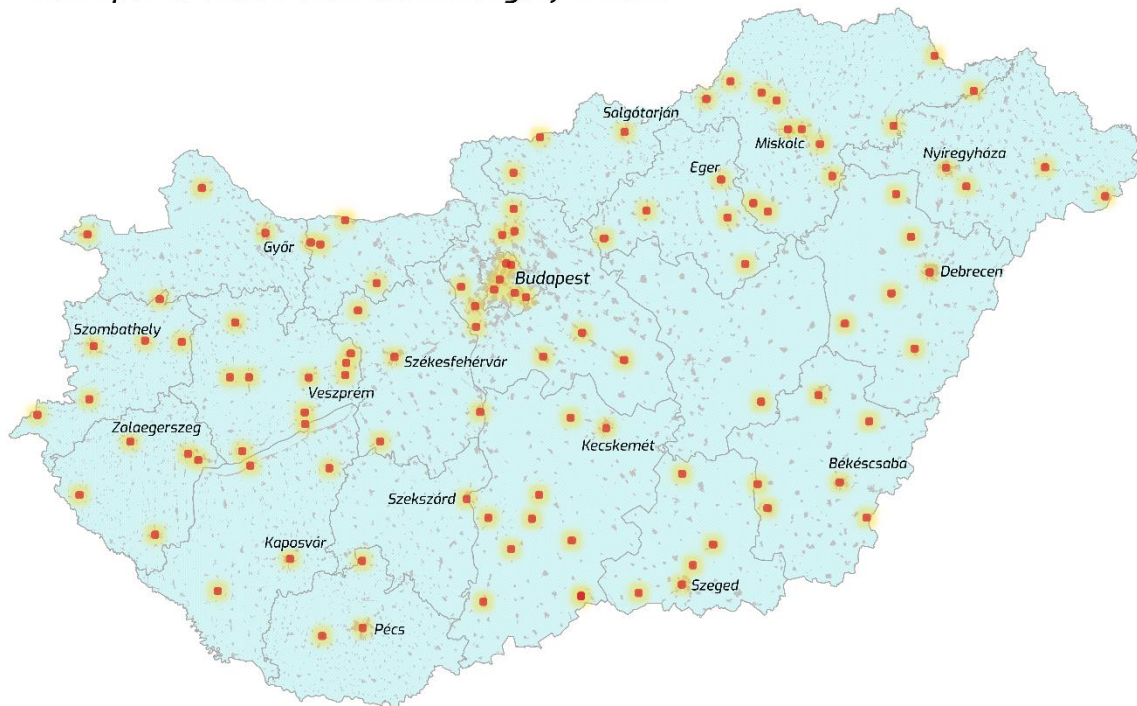 Salgótarján
Miskolc
Nyíregyháza
Eger
Győr
Debrecen
Budapest
Szombathely
Székesfehérvár
Veszprém
Zalaegerszeg
Kecskemét
Békéscsaba
Szekszárd
Kaposvár
Szeged
Pécs